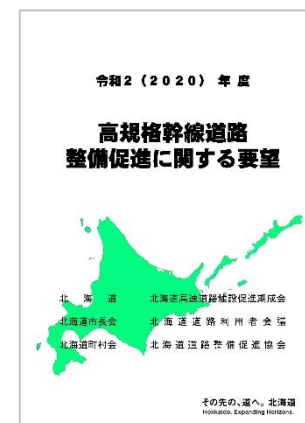 令和2(2020)年度
高規格幹線道路
整備促進に関する要望
北海道 北海道高速道路建設促進期成会
北海道市長会 北海道道路利用者会議
北海道町村会 北海道道路整備促進協会
その先の、道へ。北海道
Hokkaido. Expanding Horizons.